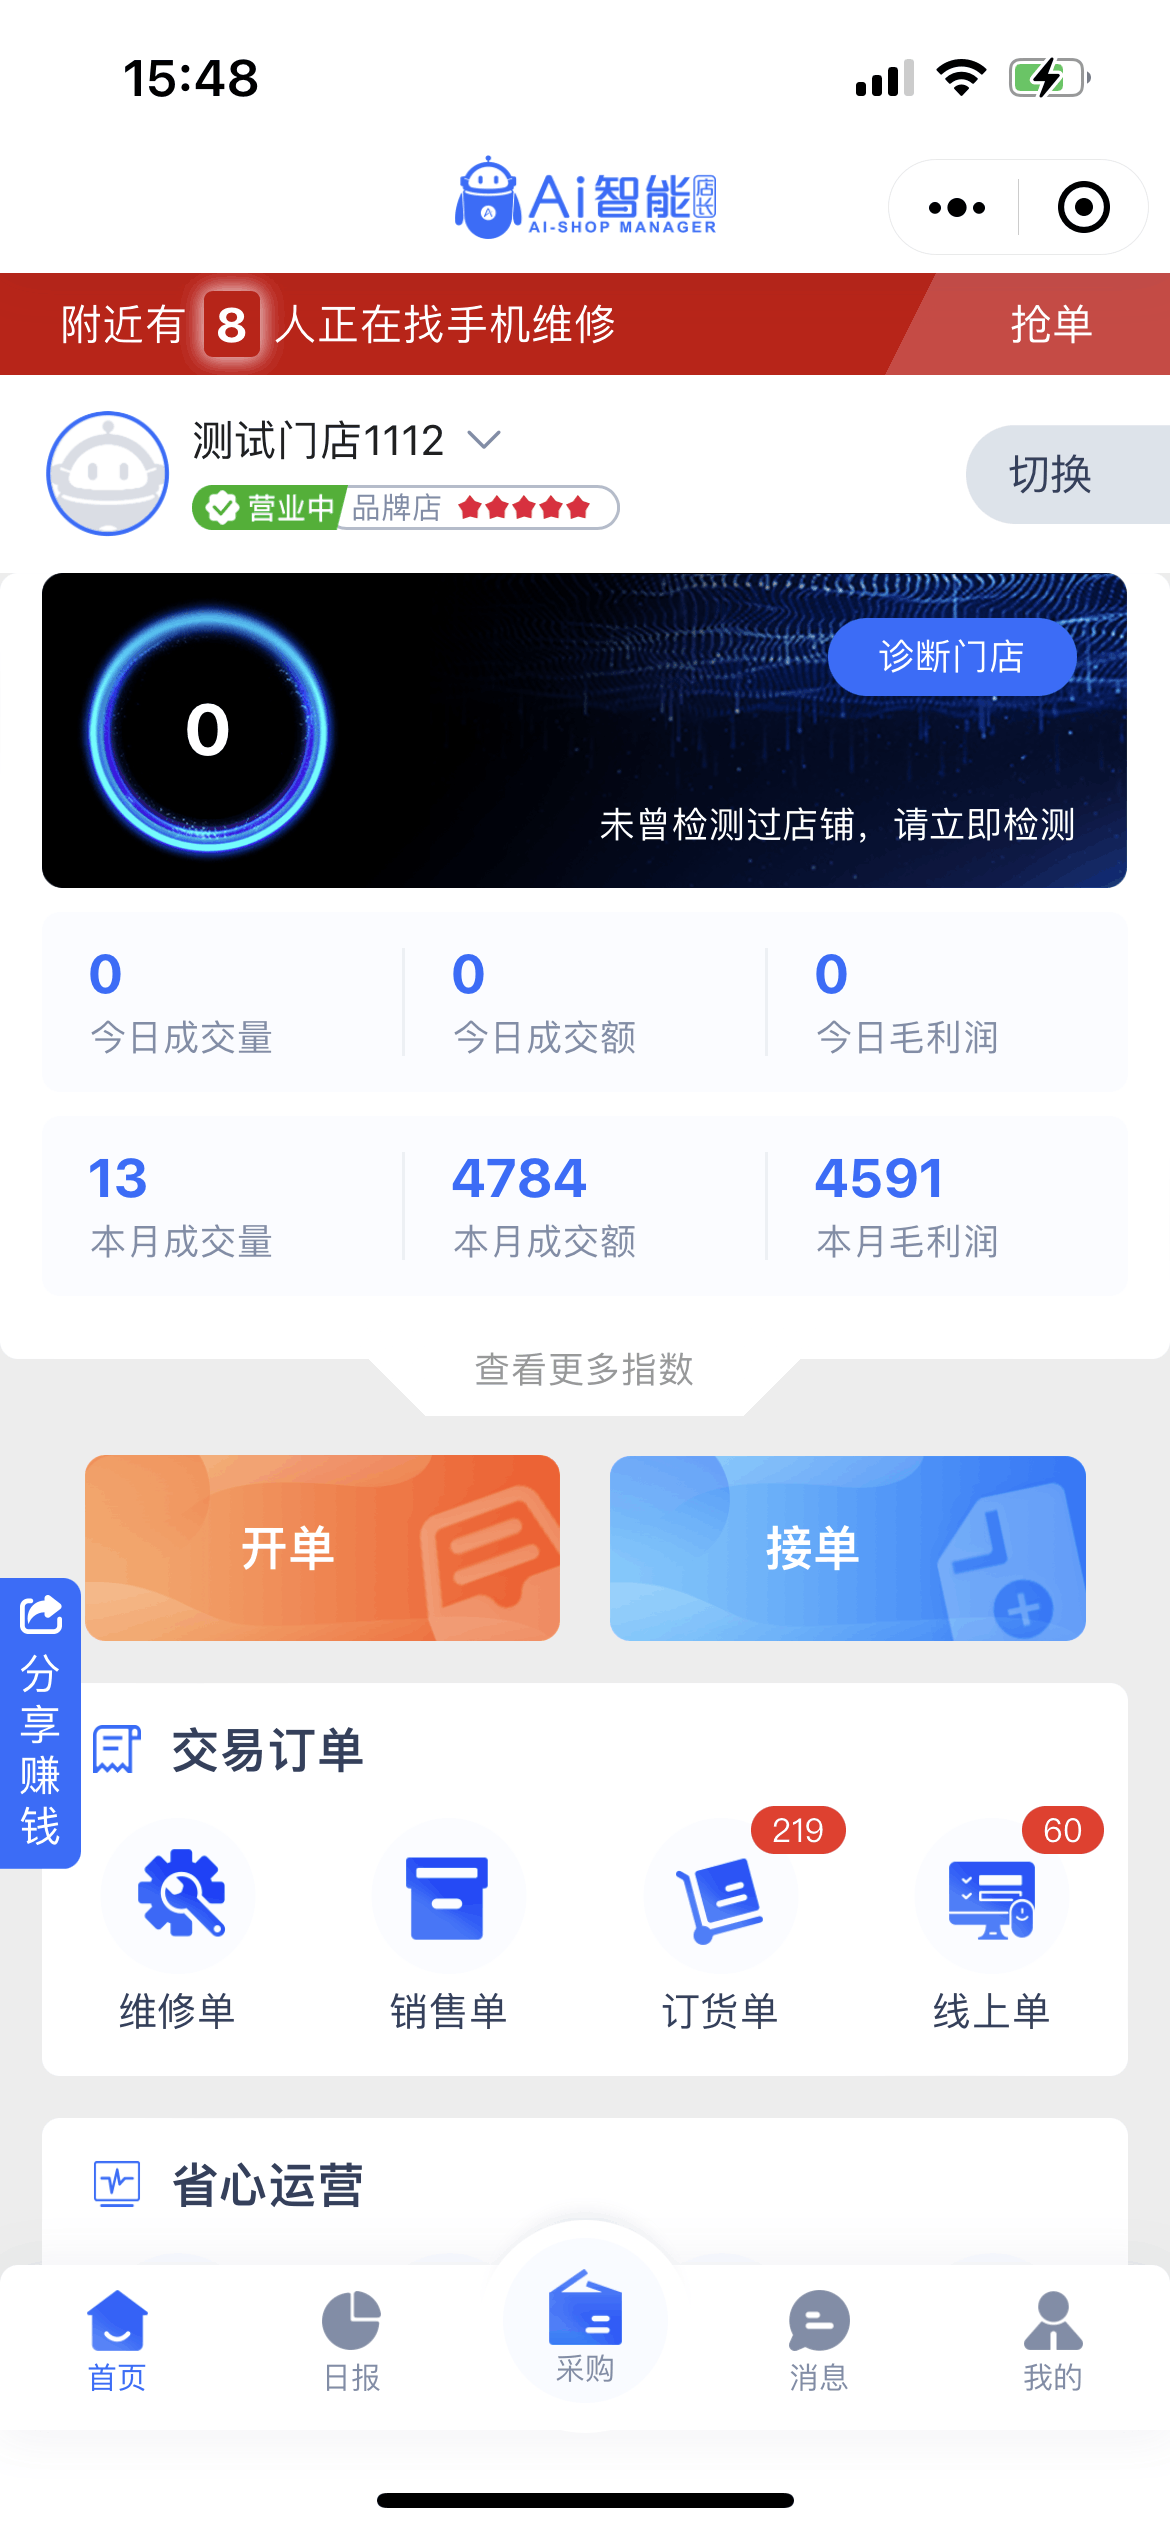 15:48
Ai智能店长
AI-SHOP MANAGER
附近有 8 人正在找手机维修
抢单
测试门店1112
切换
营业中 品牌店
诊断门店
0
未曾检测过店铺，请立即检测
0 0 0
今日成交量 今日成交额 今日毛利润
13 4784 4591
本月成交量 本月成交额 本月毛利润
查看更多指数
开单 接单
分享赚钱
交易订单
219 60
维修单 销售单 订货单 线上单
省心运营
首页 日报 采购 消息 我的